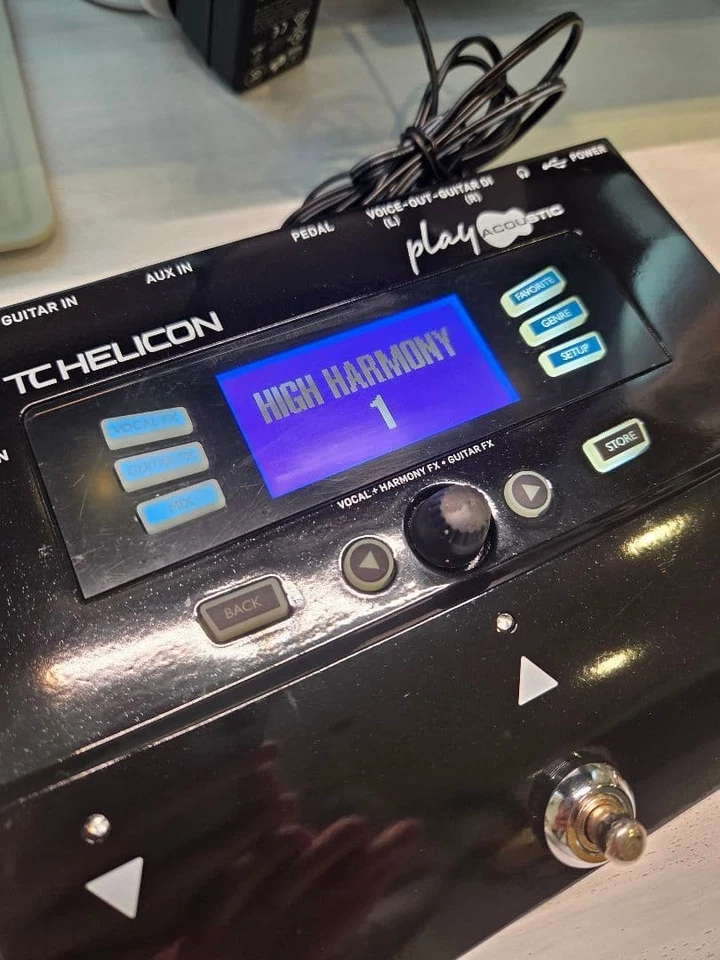 POWER
VOICE-OUT-GUITAR DI
(L) (R)
PEDAL
AUX IN
GUITAR IN
play ACOUSTIC
TC HELICON
FAVORITE
GENRE
SETUP
HIGH HARMONY
1
VOCAL FX
GUITAR FX
MIX
STORE
VOCAL + HARMONY FX • GUITAR FX
BACK